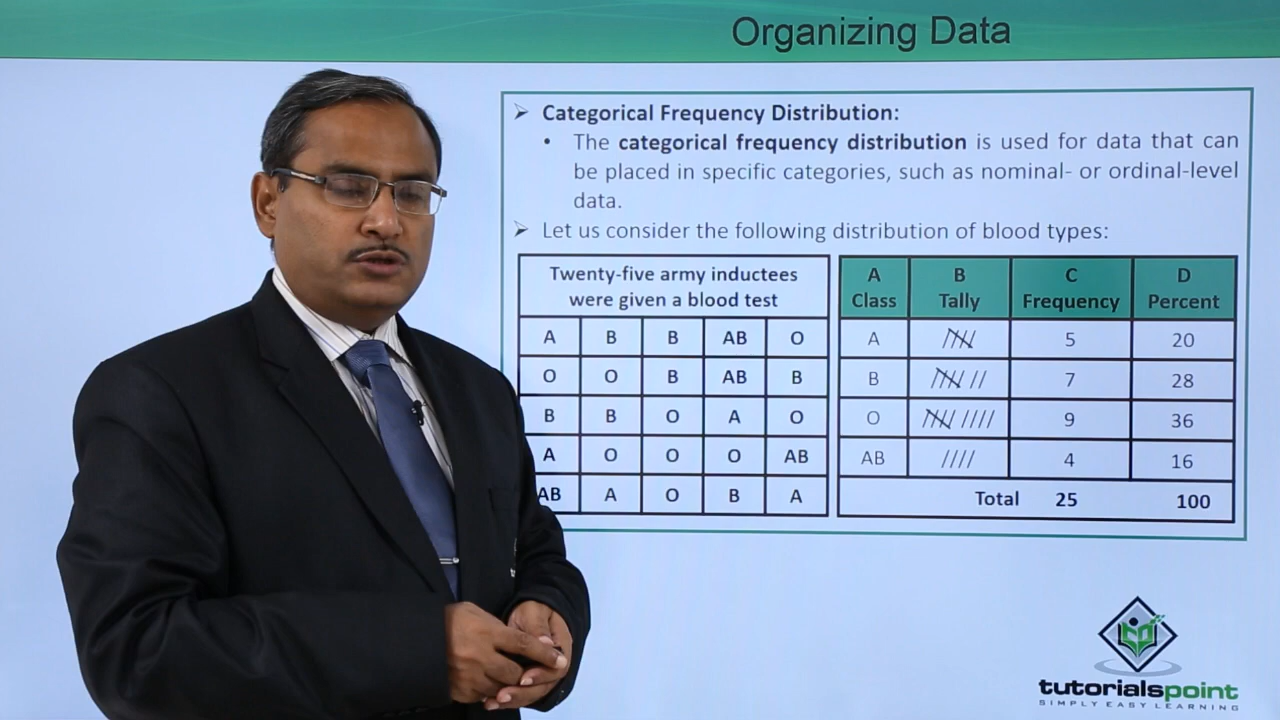 Organizing Data
➢ Categorical Frequency Distribution:
• The categorical frequency distribution is used for data that can
be placed in specific categories, such as nominal- or ordinal-level
data.
➢ Let us consider the following distribution of blood types:
Twenty-five army inductees
were given a blood test
A B B AB O
O O B AB B
B B O A O
A O O O AB
AB A O B A
A B C D
Class Tally Frequency Percent
A 5 20
B 7 28
O 9 36
AB 4 16
Total 25 100
tutorialspoint
SIMPLY EASY LEARNING